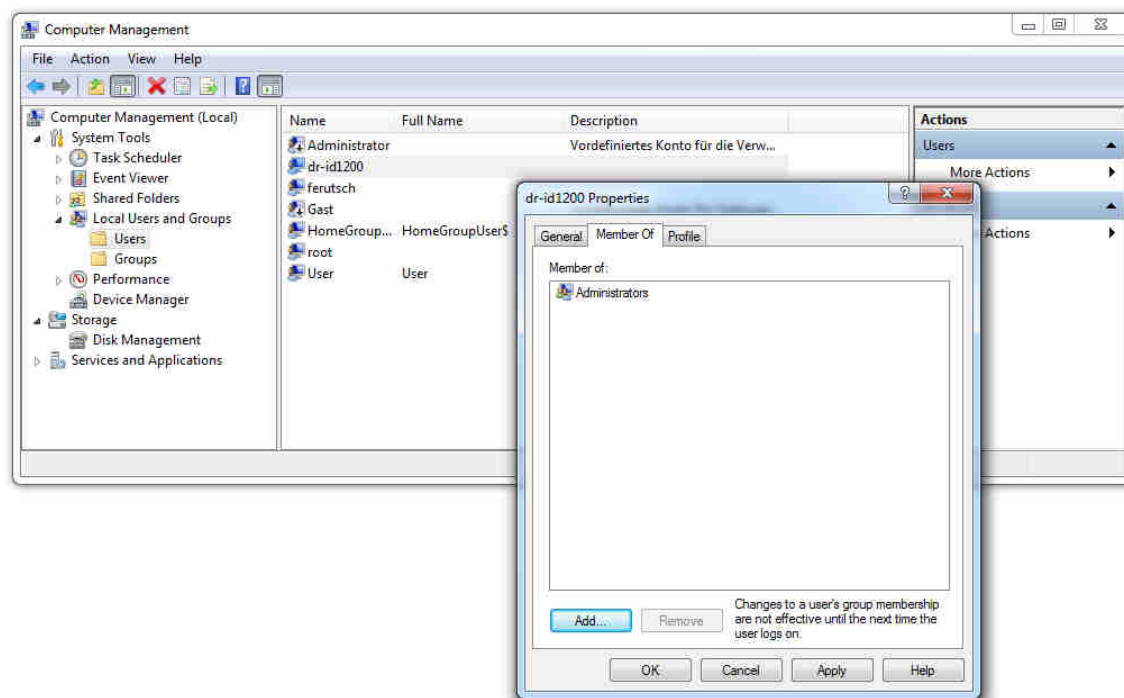 Computer Management
File Action View Help
Computer Management (Local)
System Tools
Task Scheduler
Event Viewer
Shared Folders
Local Users and Groups
Users
Groups
Performance
Device Manager
Storage
Disk Management
Services and Applications
Name Full Name Description
Administrator Vordefiniertes Konto für die Verw...
dr-id1200
ferutsch
Gast
HomeGroup... HomeGroupUser$
root
User User
Actions
Users
More Actions
Actions
dr-id1200 Properties
General Member Of Profile
Member of:
Administrators
Add... Remove
Changes to a user's group membership
are not effective until the next time the
user logs on.
OK Cancel Apply Help